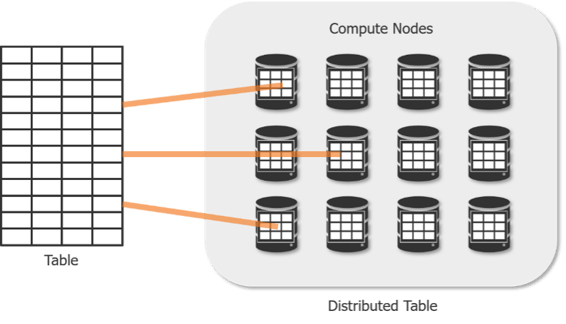 Compute Nodes
Table
Distributed Table